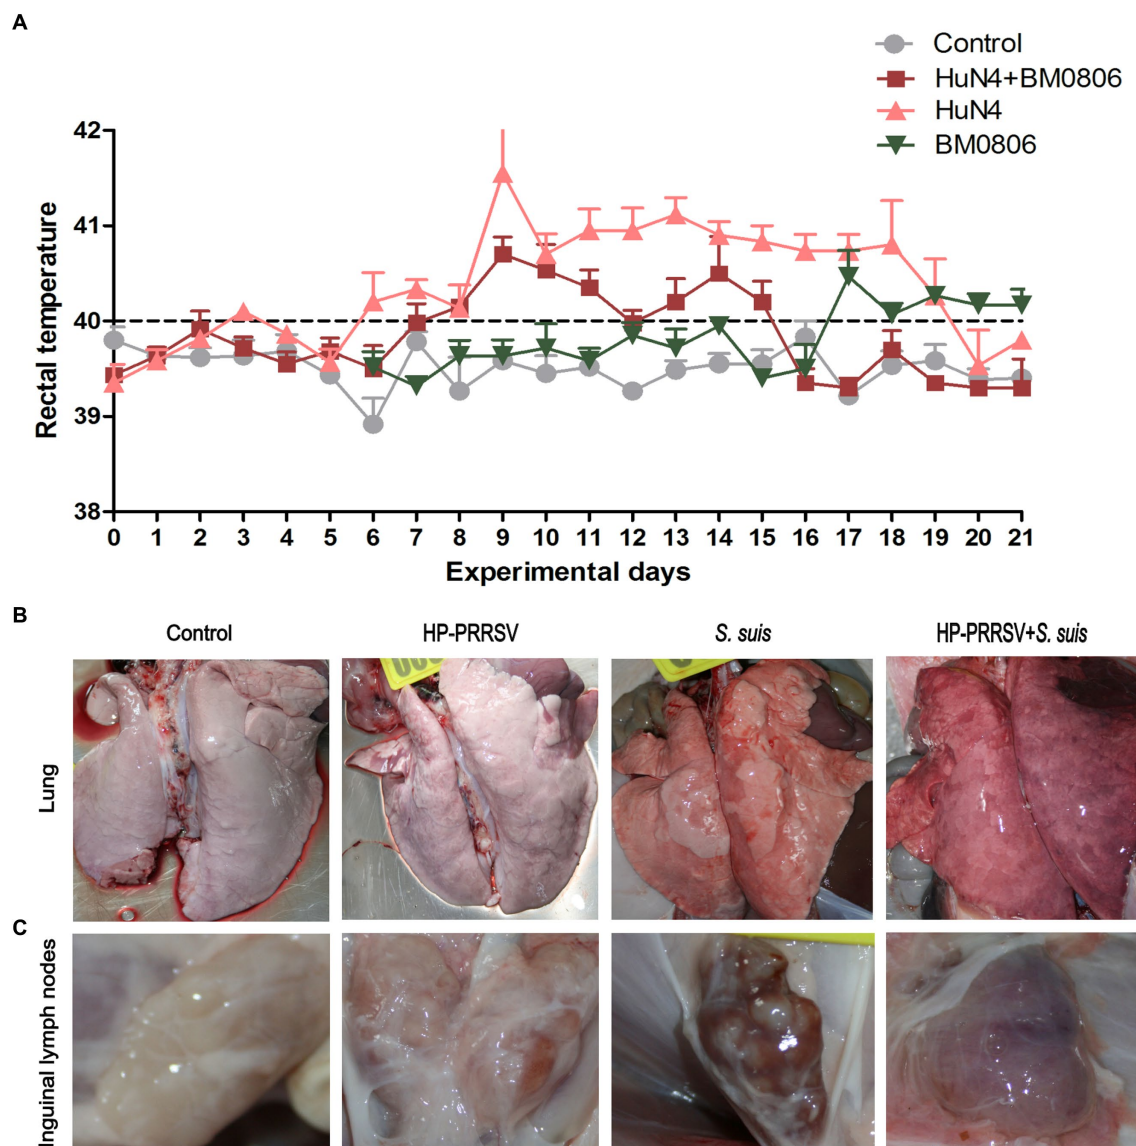 A
Control
HuN4+BM0806
HuN4
BM0806
Rectal temperature
42
41
40
39
38
0 1 2 3 4 5 6 7 8 9 10 11 12 13 14 15 16 17 18 19 20 21
Experimental days
B
Control HP-PRRSV S. suis HP-PRRSV+S. suis
Lung
C
Inguinal lymph nodes